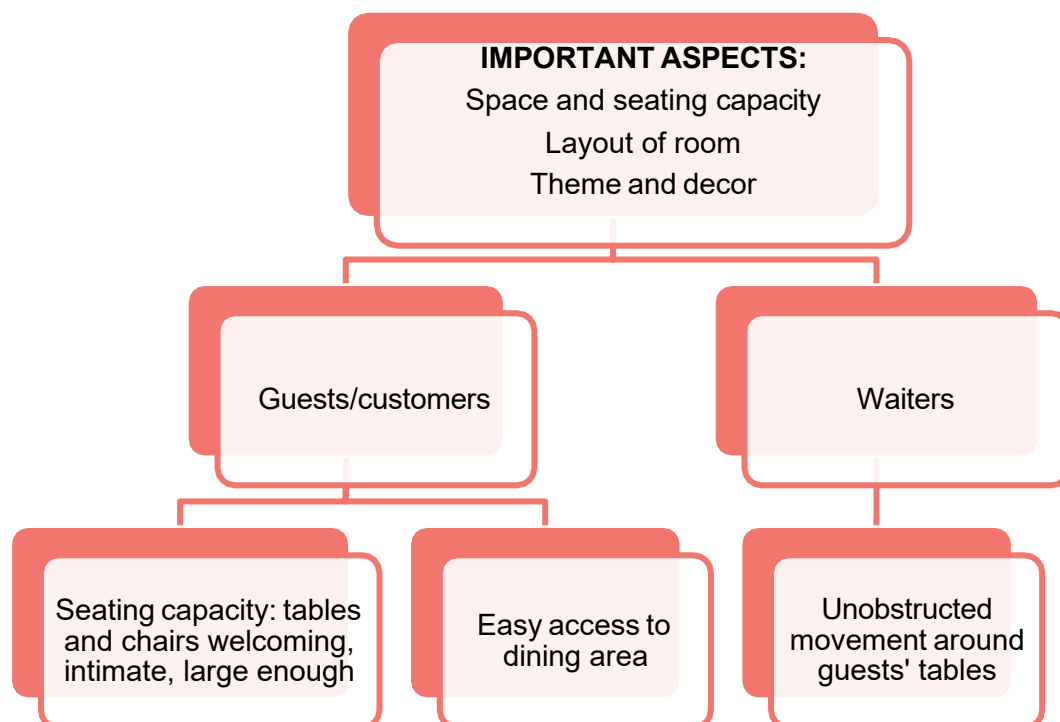 IMPORTANT ASPECTS:
Space and seating capacity
Layout of room
Theme and decor
Guests/customers
Waiters
Seating capacity: tables
and chairs welcoming,
intimate, large enough
Easy access to
dining area
Unobstructed
movement around
guests' tables